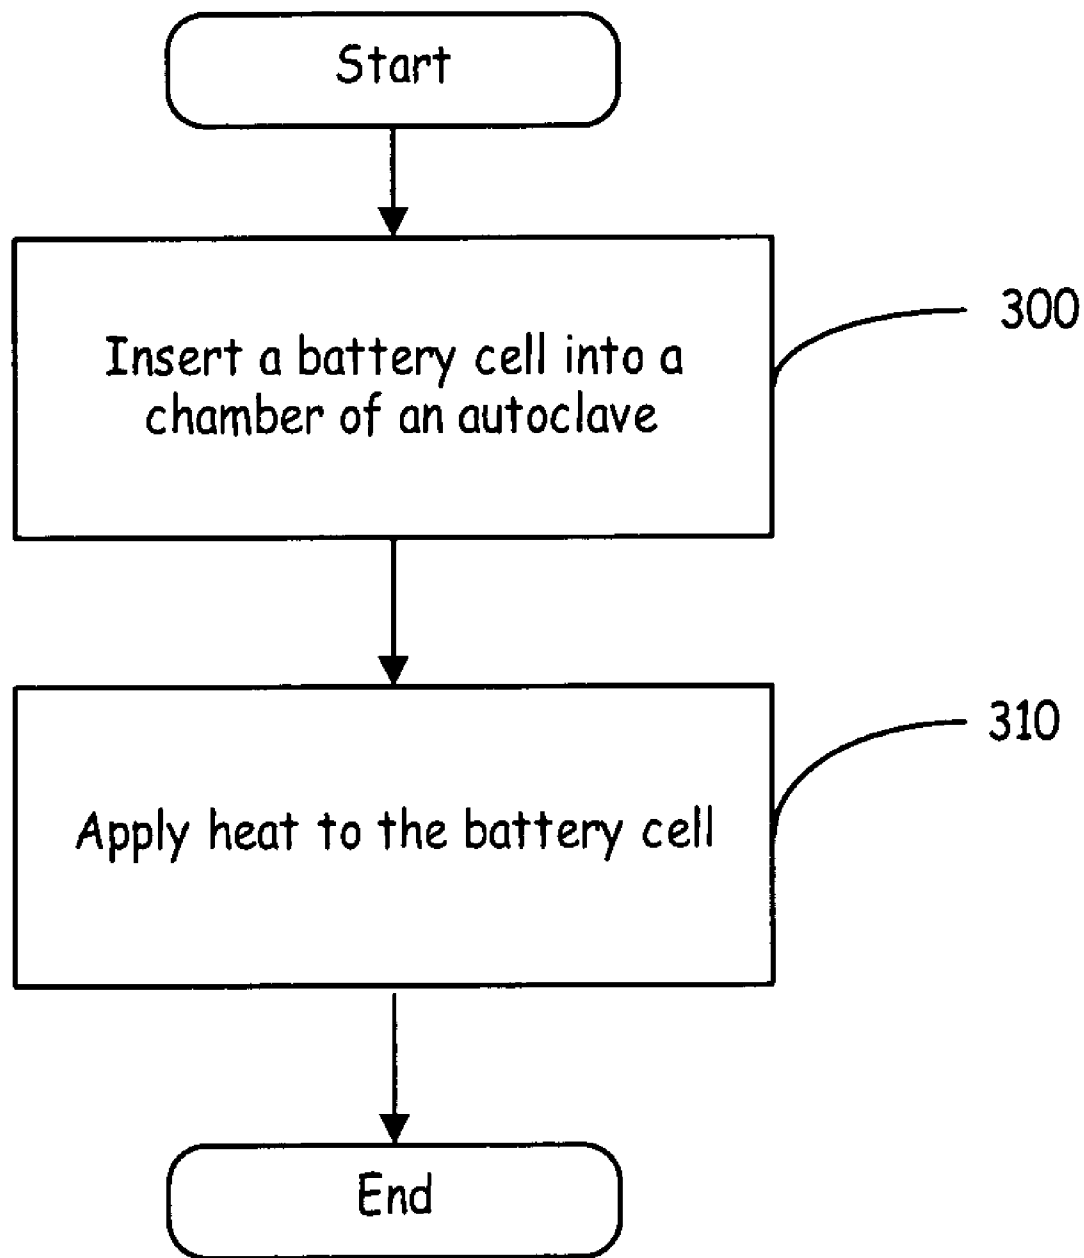 Start
300
Insert a battery cell into a
chamber of an autoclave
310
Apply heat to the battery cell
End